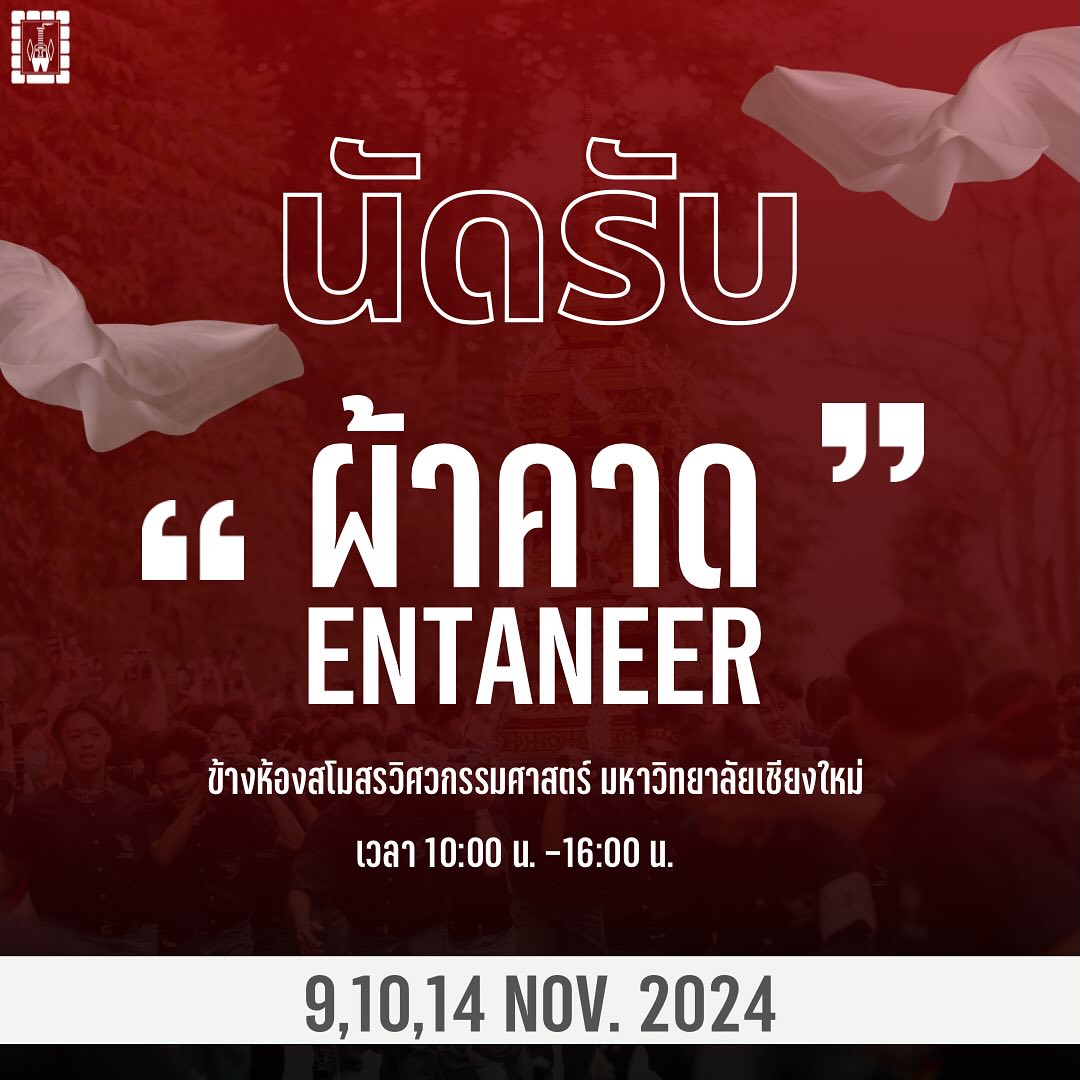 นัดรับ
“ ผ้าคาด ”
ENTANEER
ข้างห้องสโมสรวิศวกรรมศาสตร์ มหาวิทยาลัยเชียงใหม่
เวลา 10:00 น. –16:00 น.
9,10,14 NOV. 2024